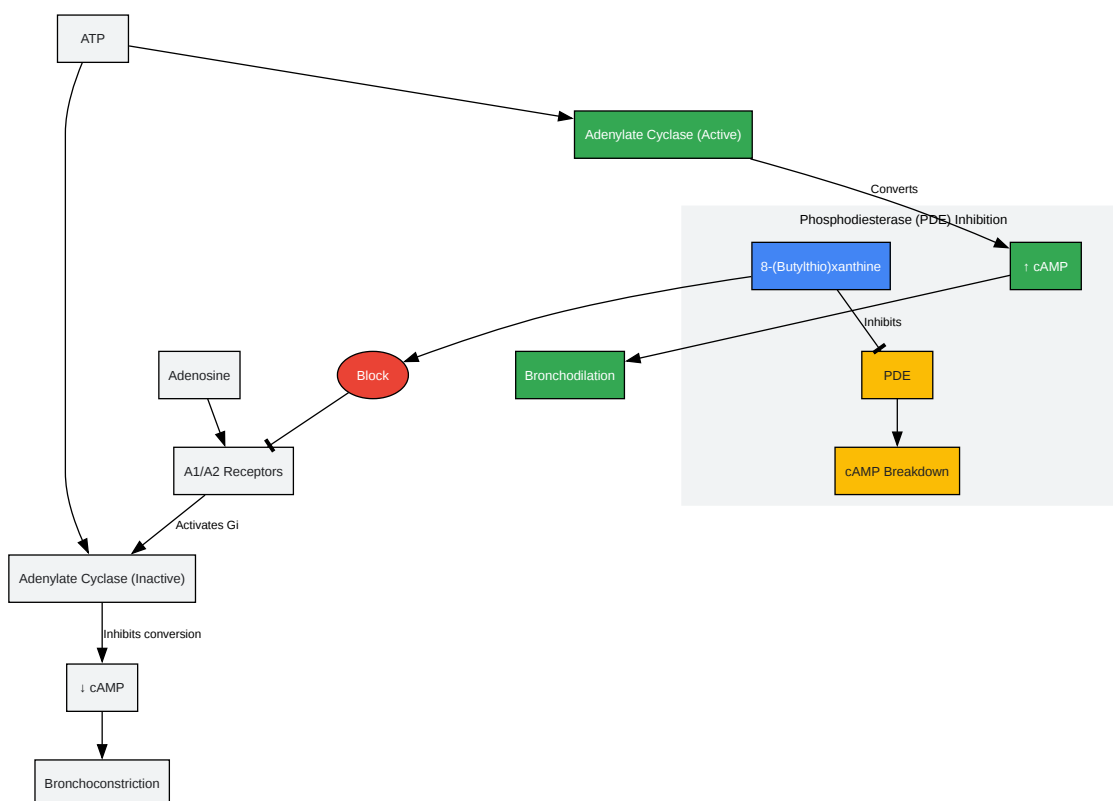 ATP
Adenylate Cyclase (Active)
Converts
Phosphodiesterase (PDE) Inhibition
8-(Butylthio)xanthine
↑ cAMP
Inhibits
Adenosine
Block
Bronchodilation
PDE
A1/A2 Receptors
cAMP Breakdown
Activates Gi
Adenylate Cyclase (Inactive)
Inhibits conversion
↓ cAMP
Bronchoconstriction